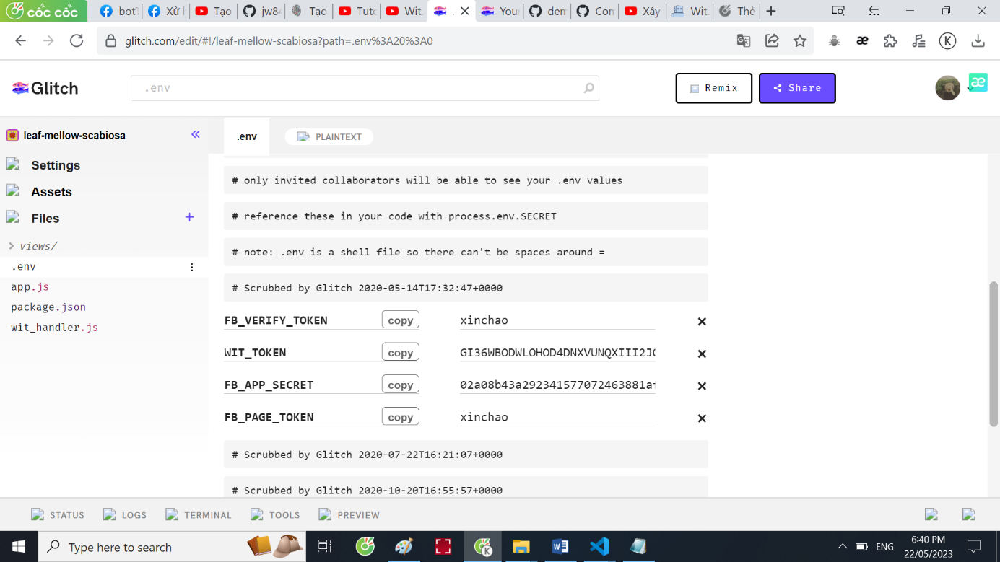 cốc cốc
bot
Xử
Tạo
jw8
Tạo
Tuto
Wit.
You
den
Con
Xây
Wit.
Thẻ
glitch.com/edit/#!/leaf-mellow-scabiosa?path=.env%3A20%3A0
æ
K
Glitch
.env
Remix
Share
æ
leaf-mellow-scabiosa
.env
PLAINTEXT
Settings
Assets
Files
views/
.env
app.js
package.json
wit_handler.js
# only invited collaborators will be able to see your .env values
# reference these in your code with process.env.SECRET
# note: .env is a shell file so there can't be spaces around =
# Scrubbed by Glitch 2020-05-14T17:32:47+0000
FB_VERIFY_TOKEN copy xinchao
WIT_TOKEN copy GI36WBODWLOHOD4DNXVUNQXIII2J
FB_APP_SECRET copy 02a08b43a292341577072463881a
FB_PAGE_TOKEN copy xinchao
# Scrubbed by Glitch 2020-07-22T16:21:07+0000
# Scrubbed by Glitch 2020-10-20T16:55:57+0000
STATUS LOGS TERMINAL TOOLS PREVIEW
Type here to search
K
ENG
6:40 PM
22/05/2023